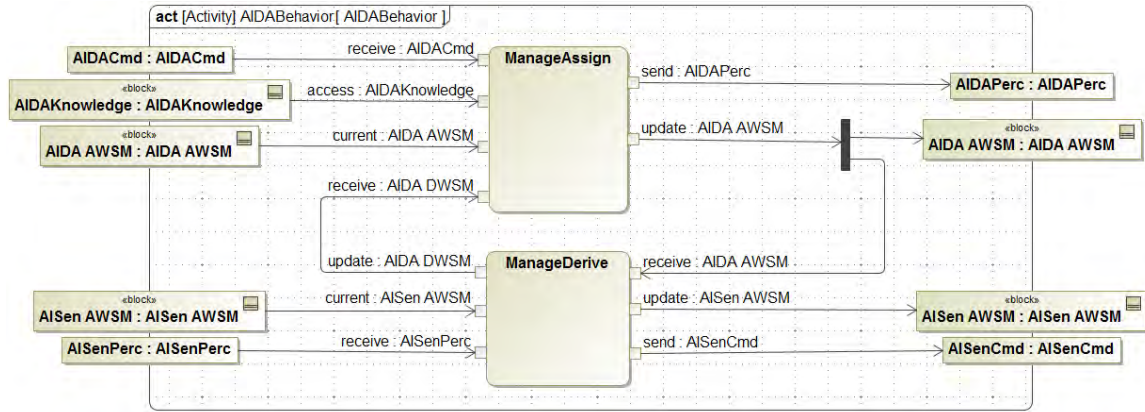 act [Activity] AIDABehavior[ AIDABehavior ]
AIDACmd : AIDACmd
receive : AIDACmd
ManageAssign
send : AIDAPerc
AIDAPerc : AIDAPerc
«block»
AIDAKnowledge : AIDAKnowledge
access : AIDAKnowledge
«block»
AIDA AWSM : AIDA AWSM
current : AIDA AWSM
update : AIDA AWSM
«block»
AIDA AWSM : AIDA AWSM
receive : AIDA DWSM
update : AIDA DWSM
ManageDerive
receive : AIDA AWSM
«block»
AISen AWSM : AISen AWSM
current : AISen AWSM
update : AISen AWSM
«block»
AISen AWSM : AISen AWSM
AISenPerc : AISenPerc
receive : AISenPerc
send : AISenCmd
AISenCmd : AISenCmd